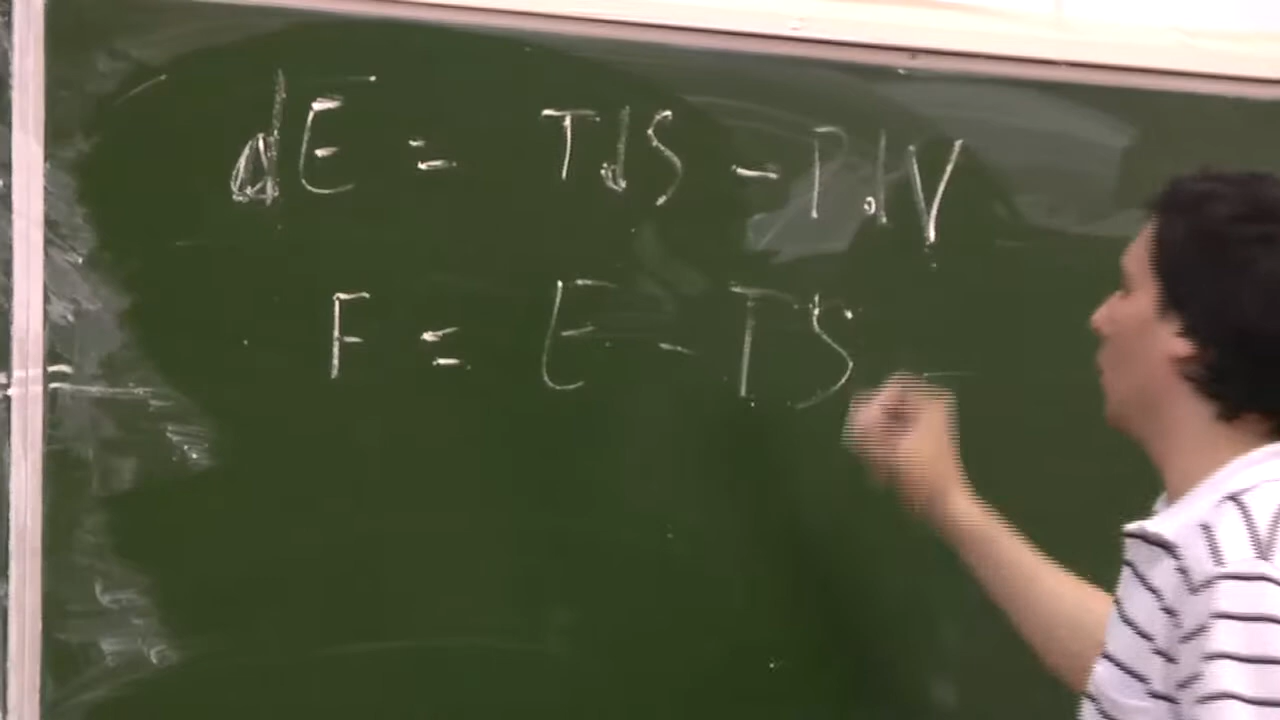 dE = TdS - PdV
F = E - TS